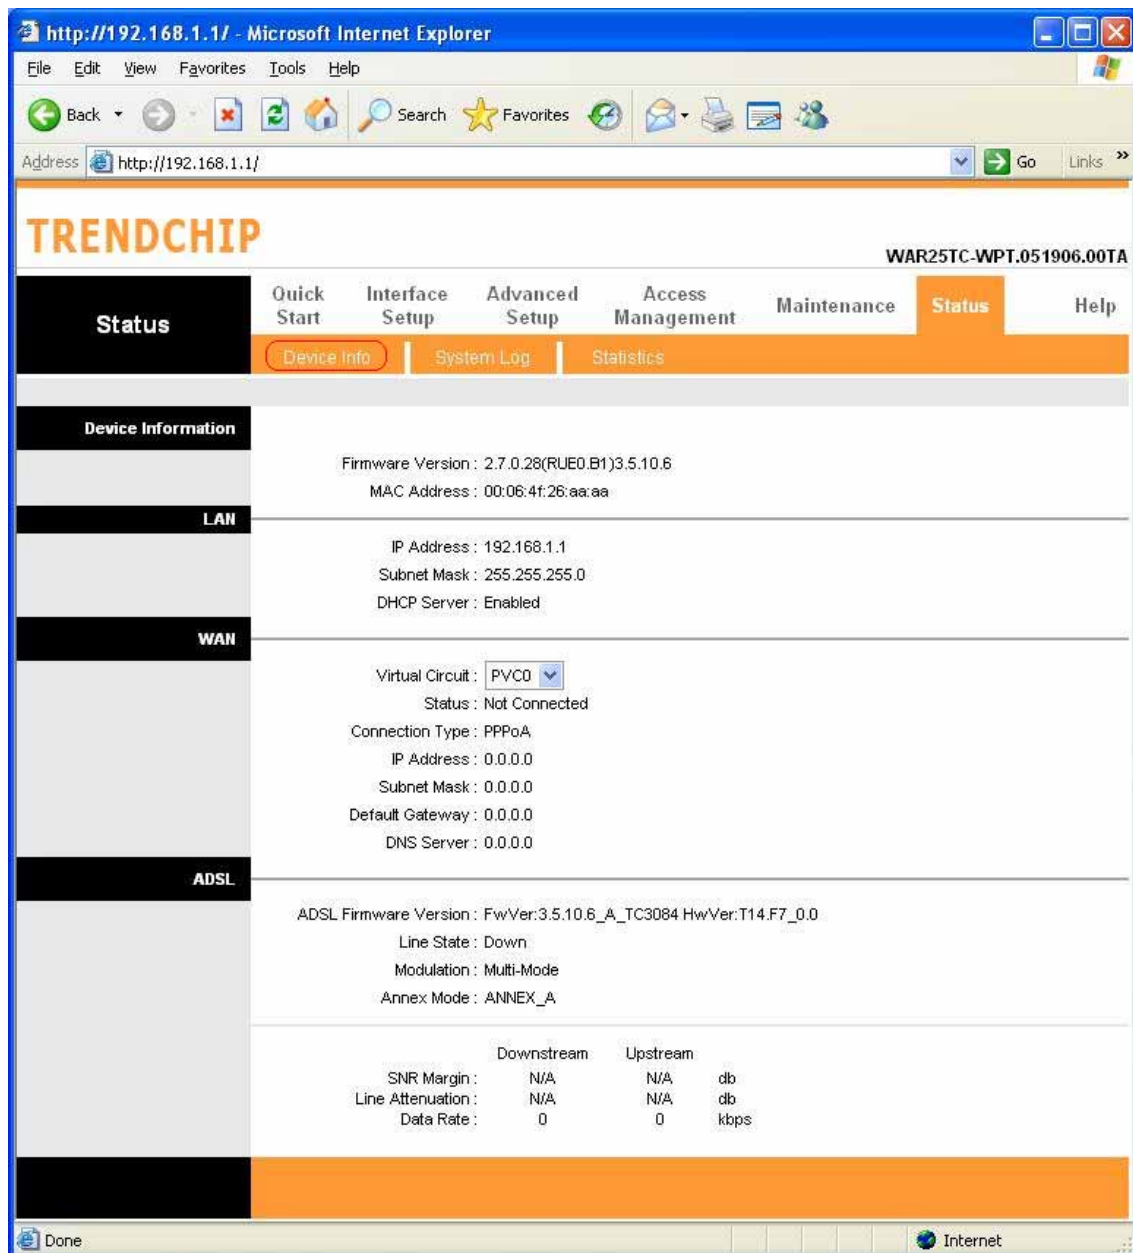 http://192.168.1.1/ - Microsoft Internet Explorer
File Edit View Favorites Tools Help
Back Search Favorites
Address http://192.168.1.1/ Go Links »
TRENDCHIP
WAR25TC-WPT.051906.00TA
Status
Quick Start Interface Setup Advanced Setup Access Management Maintenance Status Help
Device Info System Log Statistics
Device Information
Firmware Version : 2.7.0.28(RUE0.B1)3.5.10.6
MAC Address : 00:06:4f:26:aa:aa
LAN
IP Address : 192.168.1.1
Subnet Mask : 255.255.255.0
DHCP Server : Enabled
WAN
Virtual Circuit : PVC0
Status : Not Connected
Connection Type : PPPoA
IP Address : 0.0.0.0
Subnet Mask : 0.0.0.0
Default Gateway : 0.0.0.0
DNS Server : 0.0.0.0
ADSL
ADSL Firmware Version : FwVer:3.5.10.6_A_TC3084 HwVer:T14.F7_0.0
Line State : Down
Modulation : Multi-Mode
Annex Mode : ANNEX_A
Downstream Upstream
SNR Margin : N/A N/A db
Line Attenuation : N/A N/A db
Data Rate : 0 0 kbps
Done Internet